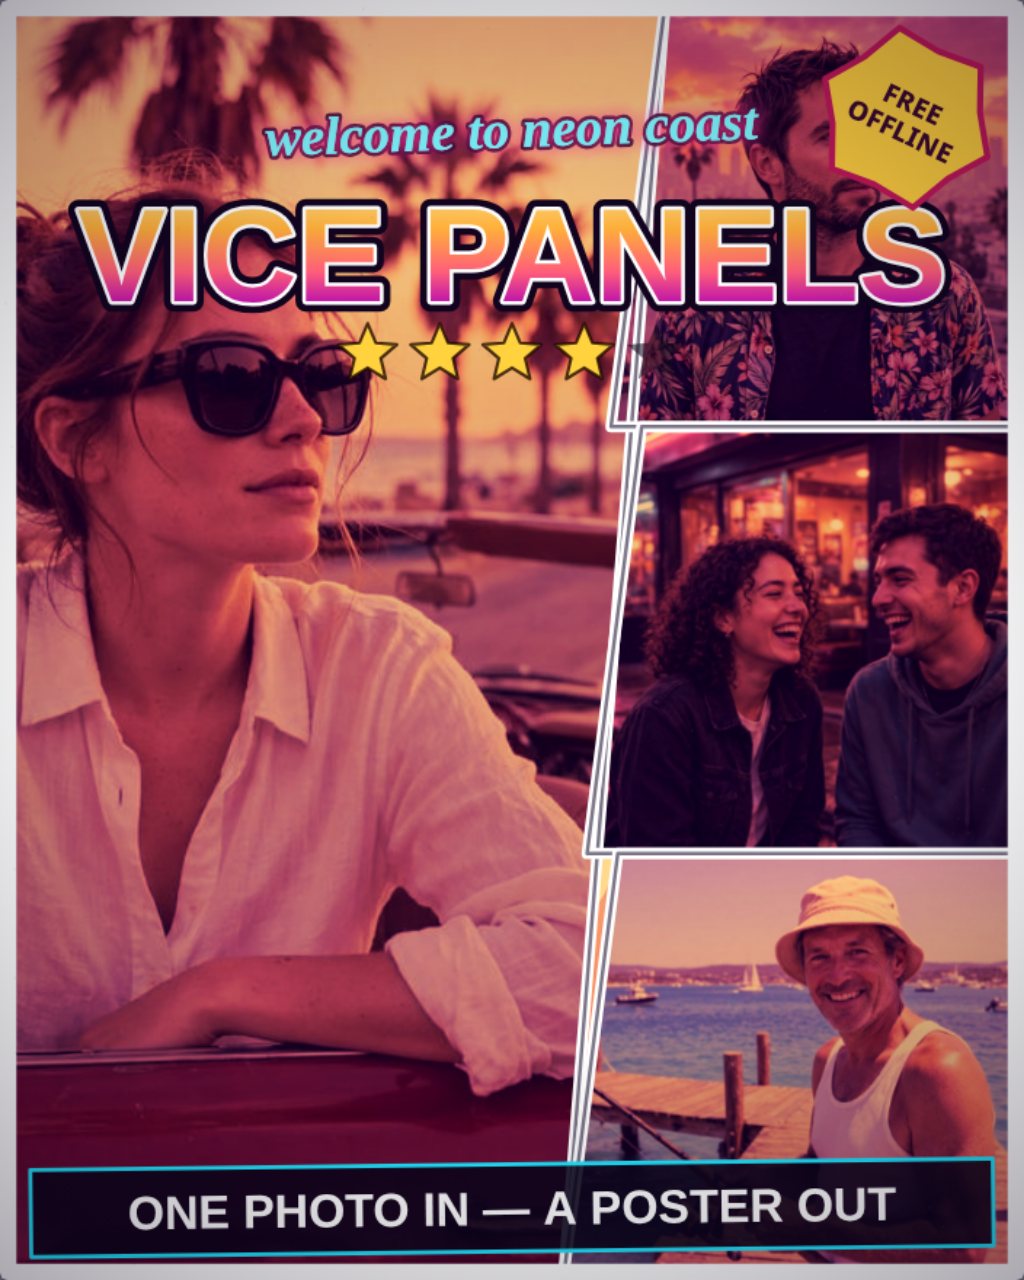 FREE
OFFLINE
welcome to neon coast
VICE PANELS
ONE PHOTO IN — A POSTER OUT